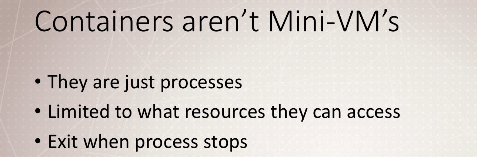 Containers aren't Mini-VM's
• They are just processes
• Limited to what resources they can access
• Exit when process stops